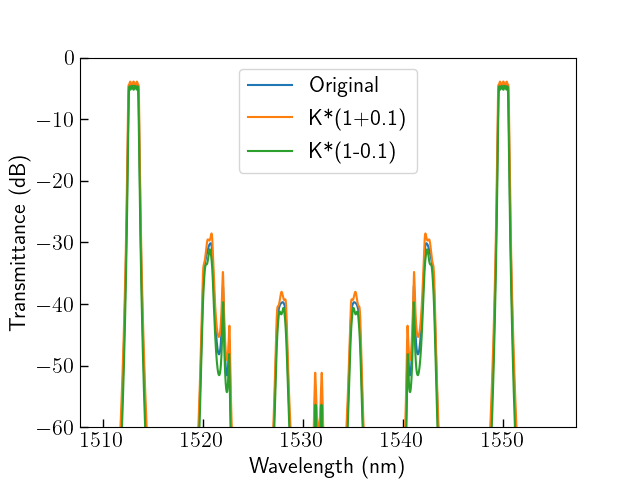 0
−10
−20
−30
−40
−50
−60
Transmittance (dB)
Original
K*(1+0.1)
K*(1-0.1)
1510
1520
1530
1540
1550
Wavelength (nm)